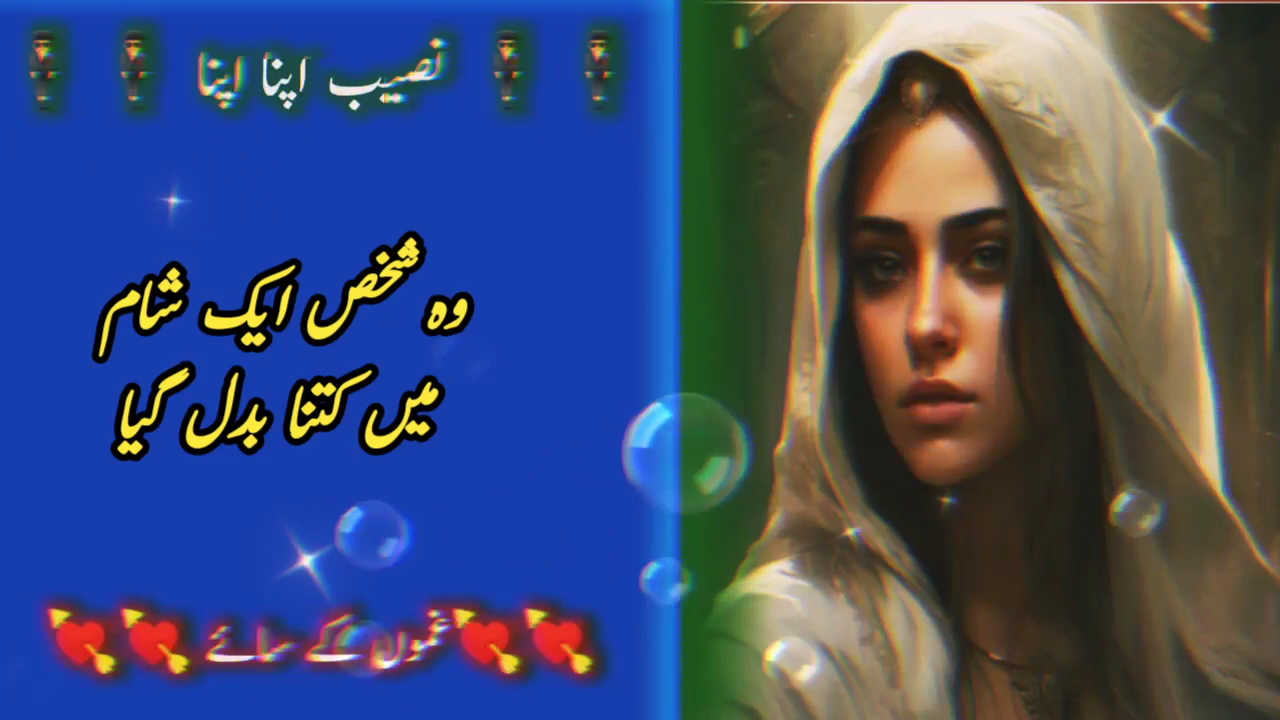 نصیب اپنا اپنا
وہ شخص ایک شام
میں کتنا بدل گیا
غموں کے سائے